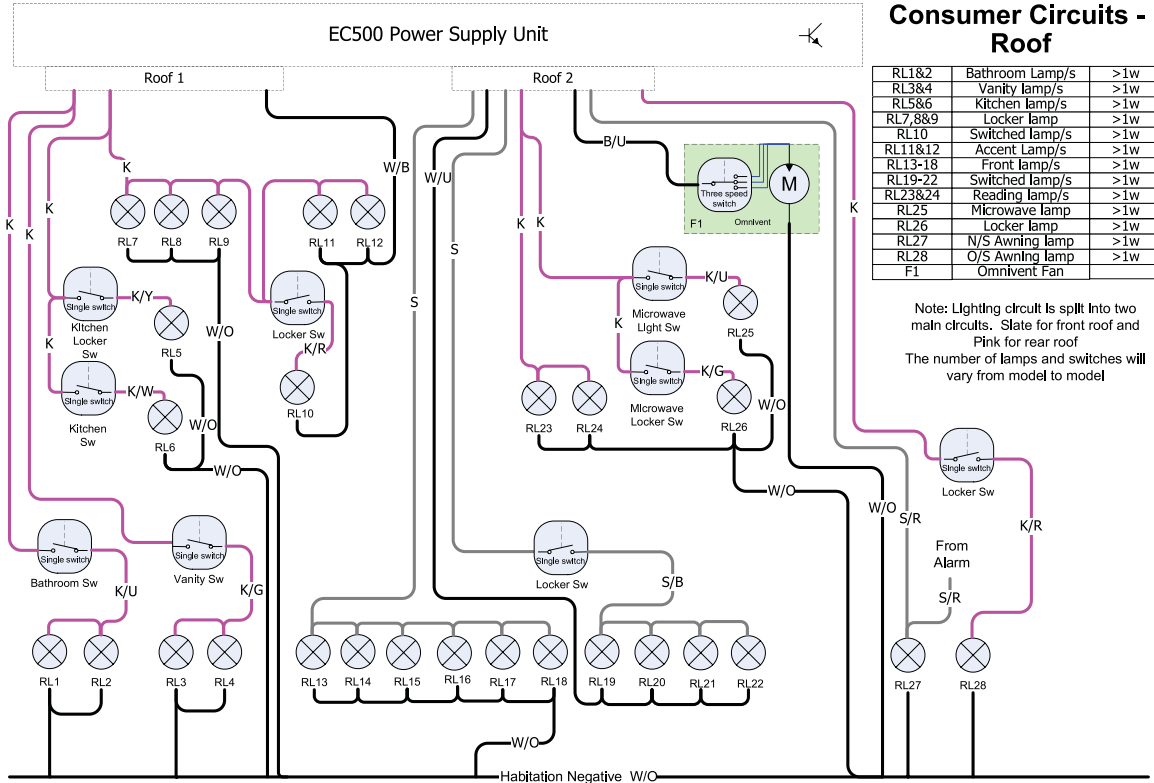 EC500 Power Supply Unit
Consumer Circuits -
Roof
Roof 1
Roof 2
RL1&2 Bathroom Lamp/s >1w
RL3&4 Vanity lamp/s >1w
RL5&6 Kitchen lamp/s >1w
RL7,8&9 Locker lamp >1w
RL10 Switched lamp/s >1w
RL11&12 Accent Lamp/s >1w
RL13-18 Front lamp/s >1w
RL19-22 Switched lamp/s >1w
RL23&24 Reading lamp/s >1w
RL25 Microwave lamp >1w
RL26 Locker lamp >1w
RL27 N/S Awning lamp >1w
RL28 O/S Awning lamp >1w
F1 Omnivent Fan
Note: Lighting circuit is split into two
main circuits. Slate for front roof and
Pink for rear roof
The number of lamps and switches will
vary from model to model
B/U
K
W/B
W/U
Three speed
switch
M
F1
Omnivent
K
K
K
K
K
K
K
S
S
RL7
RL8
RL9
RL11
RL12
Single switch
K/Y
Kitchen
Locker
Sw
RL5
W/O
Single switch
Locker Sw
K/R
RL10
K
Single switch
K/W
Kitchen
Sw
RL6
W/O
W/O
Single switch
K/U
Microwave
Light Sw
RL25
K
Single switch
K/G
Microwave
Locker Sw
RL26
W/O
RL23
RL24
W/O
W/O
S/R
Single switch
Locker Sw
K/R
From
Alarm
S/R
Single switch
Bathroom Sw
K/U
Single switch
Vanity Sw
K/G
Single switch
Locker Sw
S/B
RL1
RL2
RL3
RL4
RL13
RL14
RL15
RL16
RL17
RL18
RL19
RL20
RL21
RL22
RL27
RL28
W/O
Habitation Negative W/O